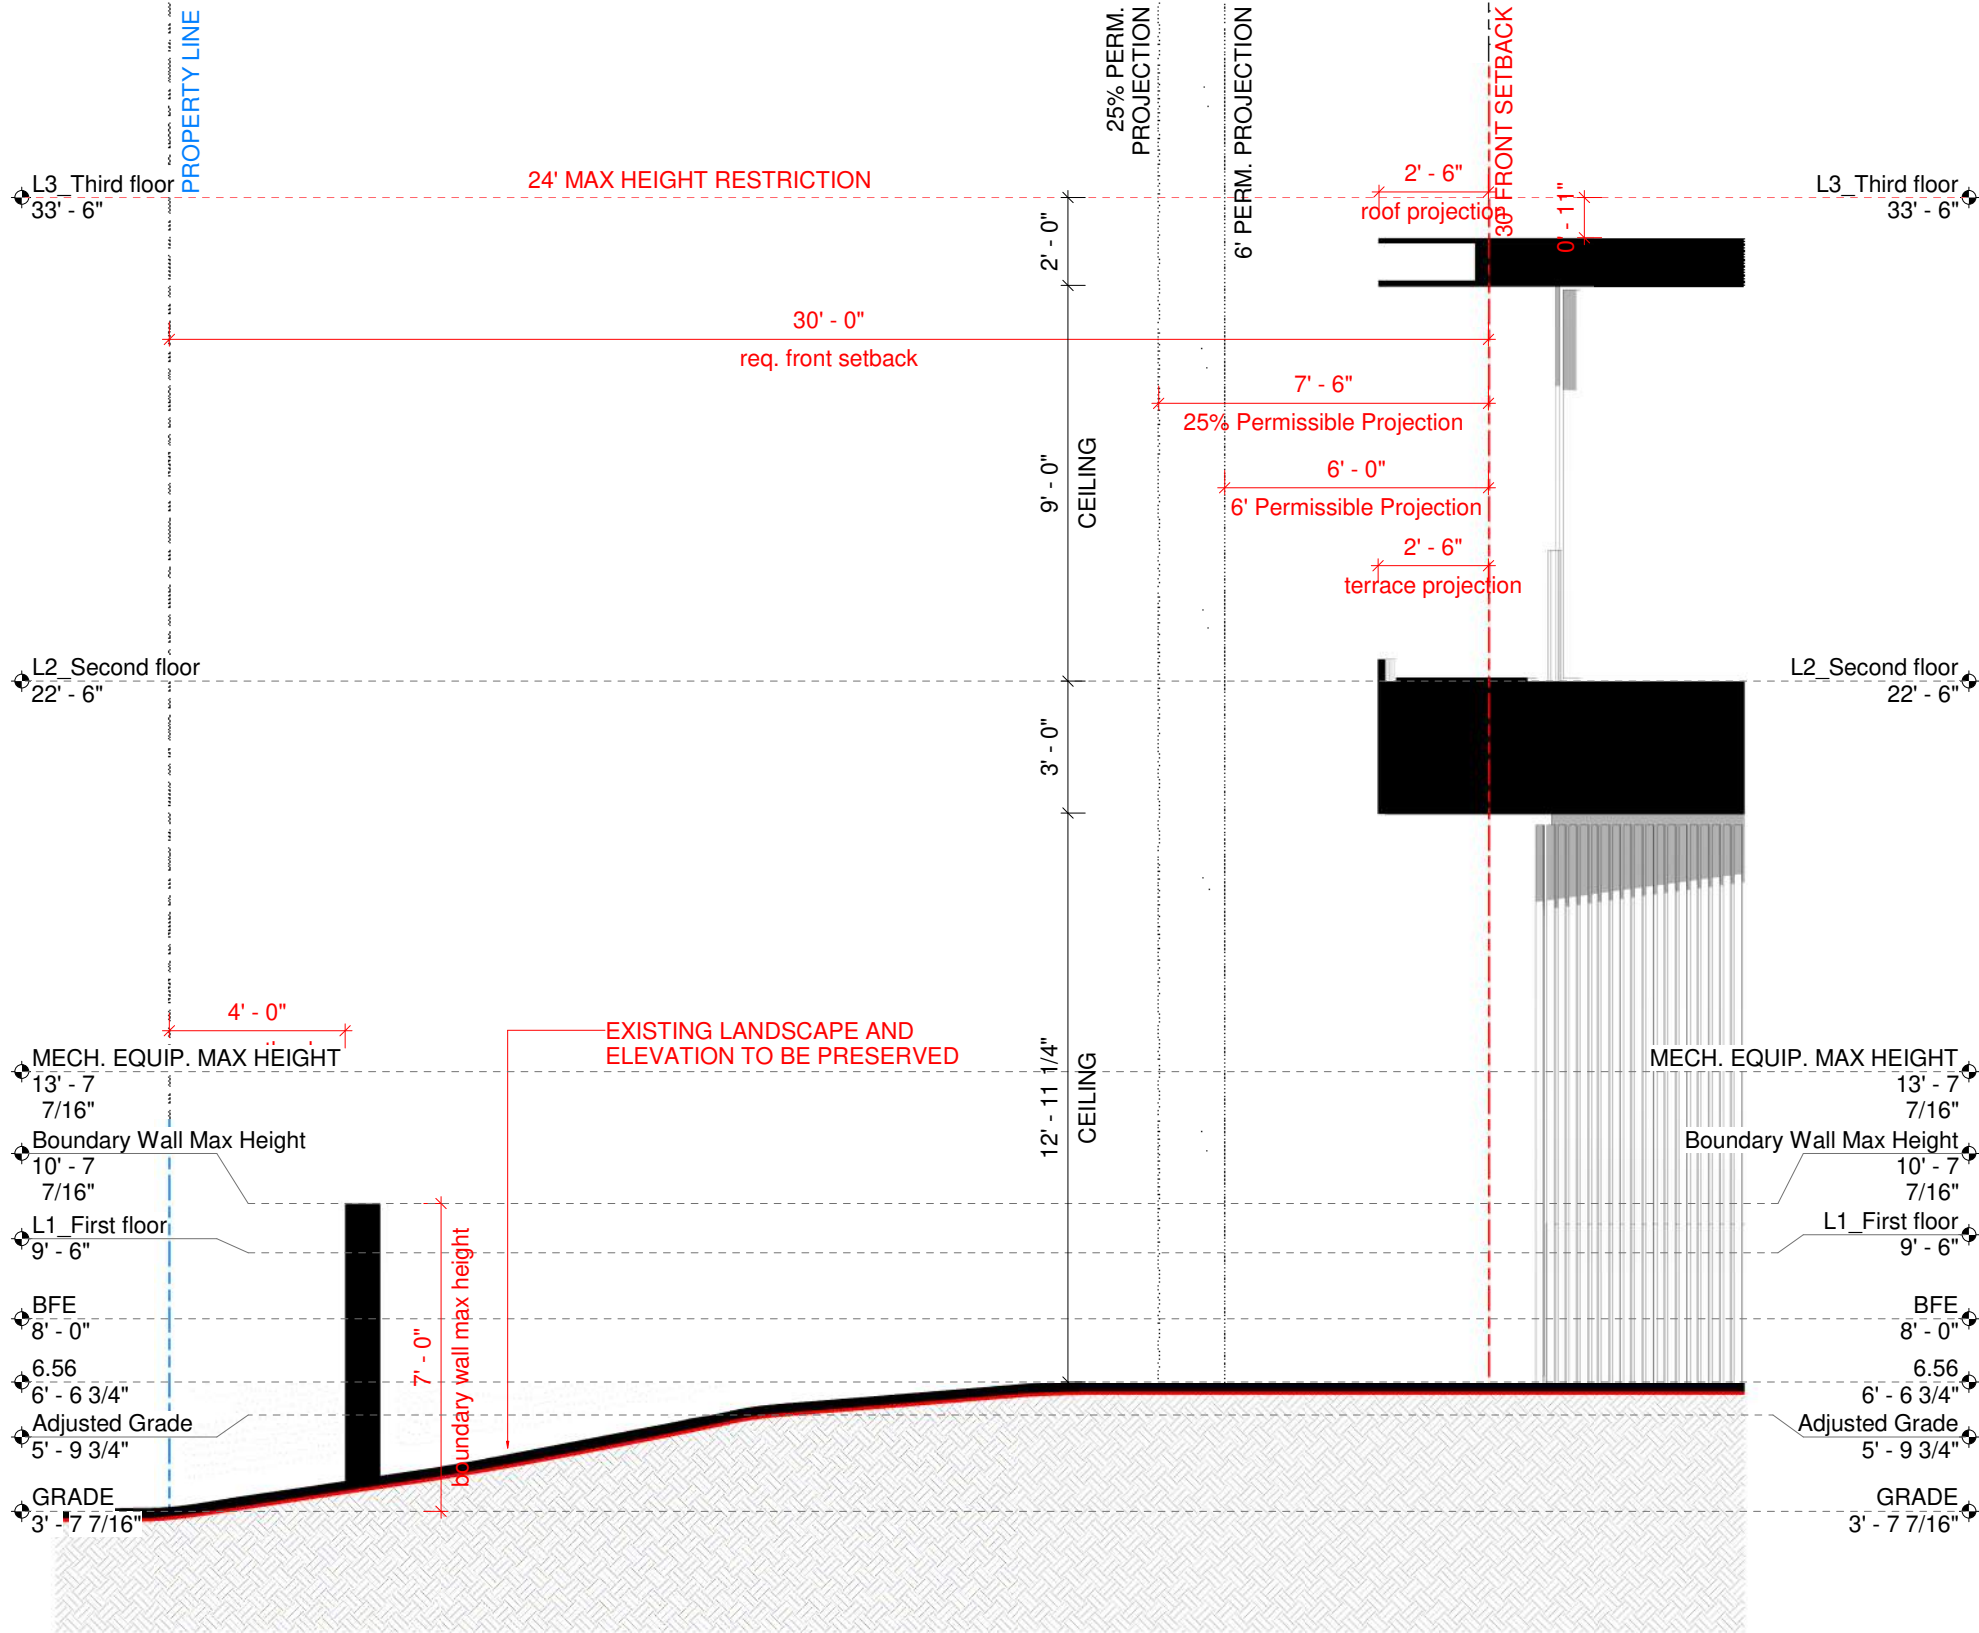 PROPERTY LINE
25% PERM.
PROJECTION
6' PERM. PROJECTION
30' FRONT SETBACK
L3_Third floor
33' - 6"
24' MAX HEIGHT RESTRICTION
2' - 6"
roof projection
0' - 11"
L3_Third floor
33' - 6"
2' - 0"
30' - 0"
req. front setback
7' - 6"
25% Permissible Projection
9' - 0"
CEILING
6' - 0"
6' Permissible Projection
2' - 6"
terrace projection
L2_Second floor
22' - 6"
L2_Second floor
22' - 6"
3' - 0"
4' - 0"
EXISTING LANDSCAPE AND
ELEVATION TO BE PRESERVED
12' - 11 1/4"
CEILING
MECH. EQUIP. MAX HEIGHT
13' - 7
7/16"
MECH. EQUIP. MAX HEIGHT
13' - 7
7/16"
Boundary Wall Max Height
10' - 7
7/16"
Boundary Wall Max Height
10' - 7
7/16"
L1_First floor
9' - 6"
L1_First floor
9' - 6"
7' - 0"
boundary wall max height
BFE
8' - 0"
BFE
8' - 0"
6.56
6' - 6 3/4"
6.56
6' - 6 3/4"
Adjusted Grade
5' - 9 3/4"
Adjusted Grade
5' - 9 3/4"
GRADE
3' - 7 7/16"
GRADE
3' - 7 7/16"